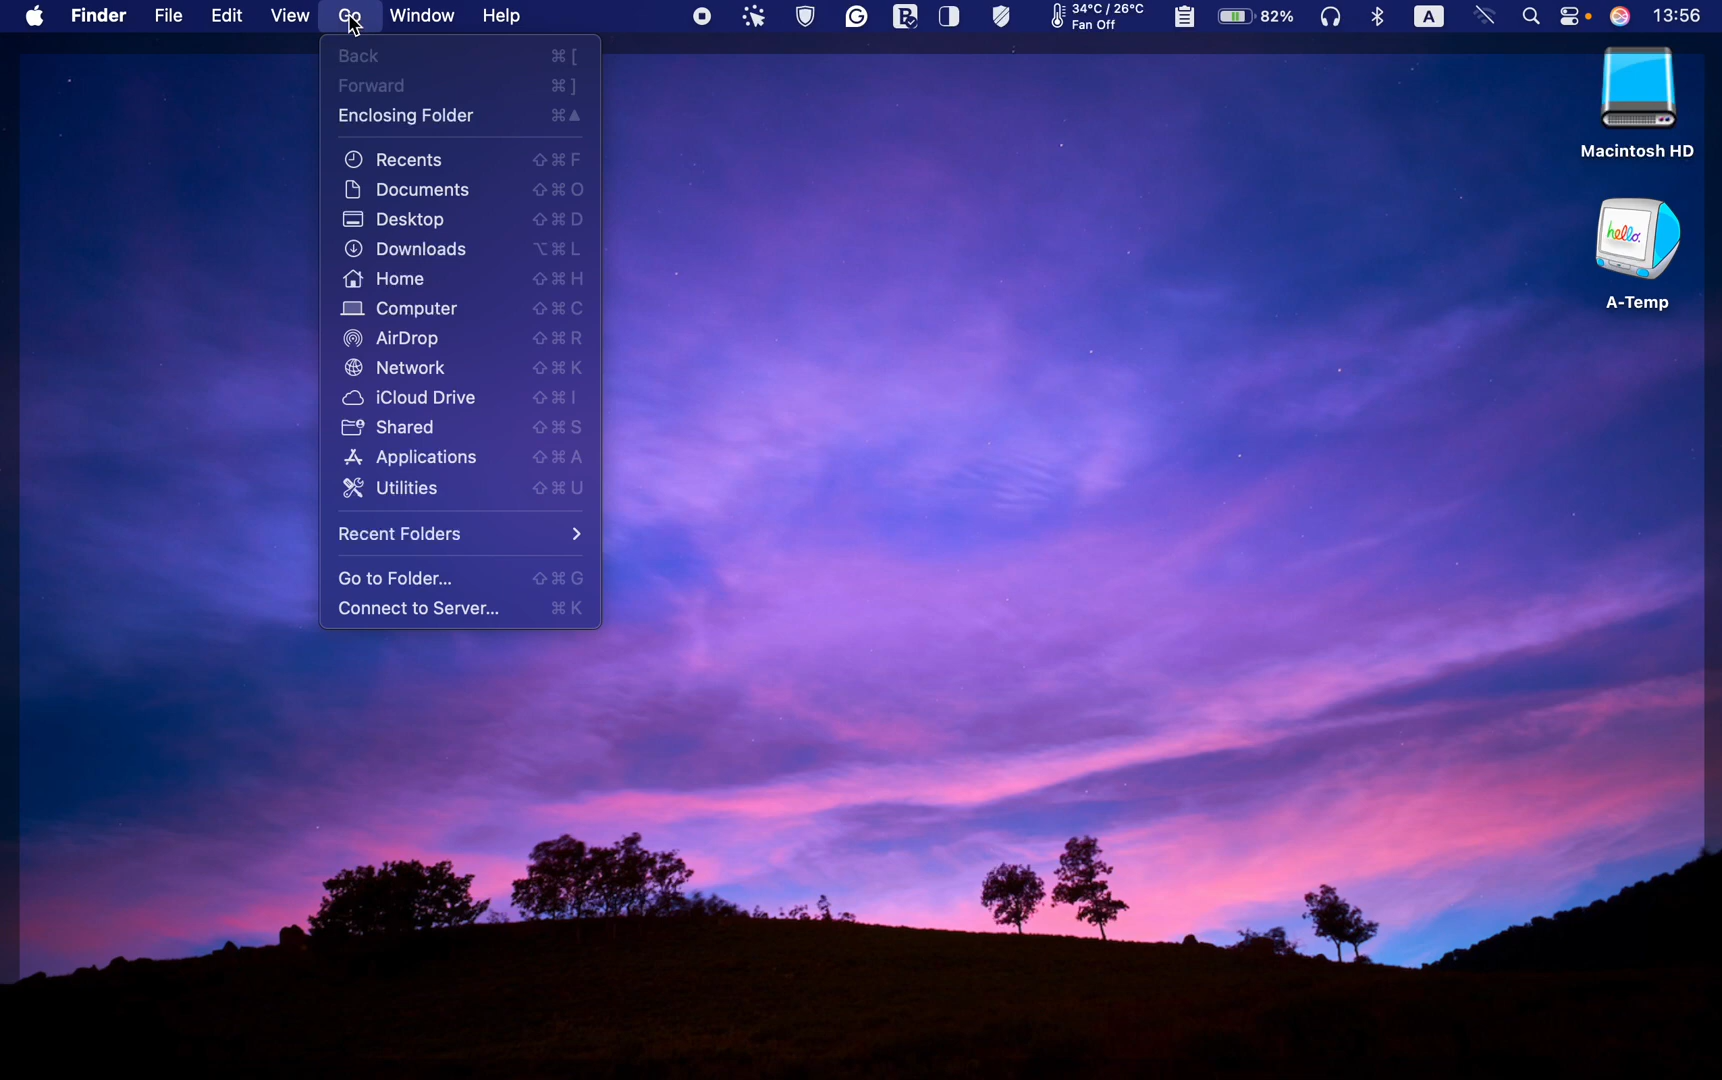 Finder File Edit View Go Window Help 34°C / 26°C 82% A 13:56
Fan Off
Back ⌘ [
Forward ⌘ ]
Enclosing Folder ⌘▲
Recents ⇧⌘F
Documents ⇧⌘O
Desktop ⇧⌘D
Downloads ⌥⌘L
Home ⇧⌘H
Computer ⇧⌘C
AirDrop ⇧⌘R
Network ⇧⌘K
iCloud Drive ⇧⌘I
Shared ⇧⌘S
Applications ⇧⌘A
Utilities ⇧⌘U
Recent Folders
Go to Folder... ⇧⌘G
Connect to Server... ⌘K
Macintosh HD
hello.
A-Temp